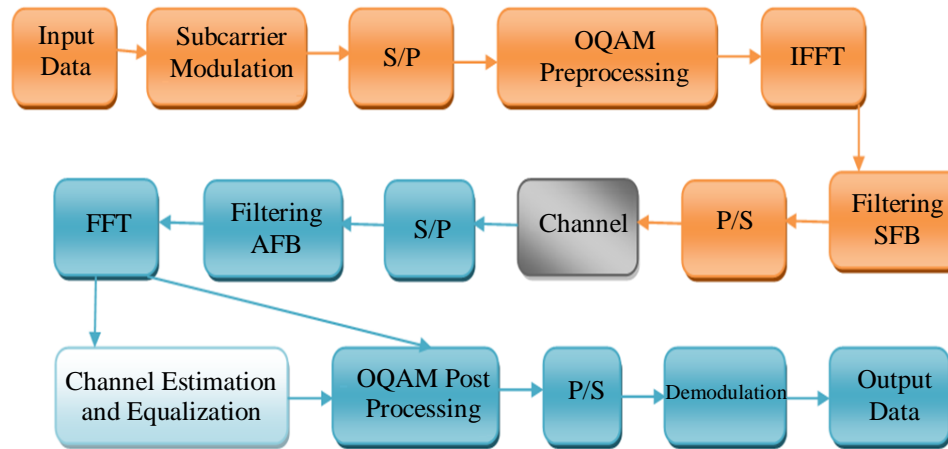 Input
Data
Subcarrier
Modulation
S/P
OQAM
Preprocessing
IFFT
FFT
Filtering
AFB
S/P
Channel
P/S
Filtering
SFB
Channel Estimation
and Equalization
OQAM Post
Processing
P/S
Demodulation
Output
Data